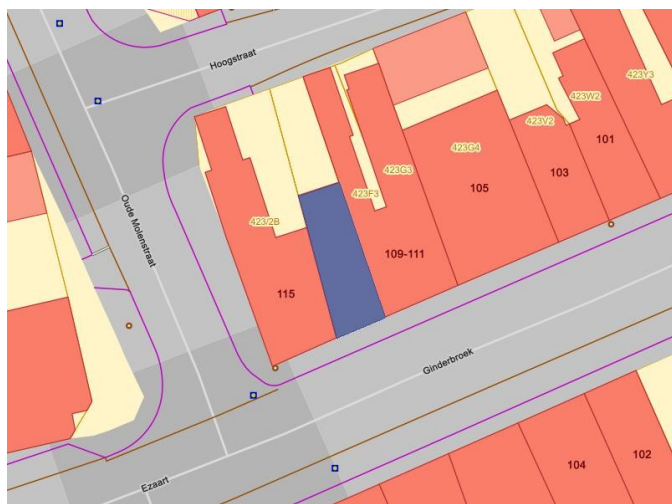 Hoogstraat
423Y3
423W2
423V2
101
423G4
423G3
103
105
423F3
Oude Molenstraat
423/2B
109-111
115
Ginderbroek
102
104
Ezaart